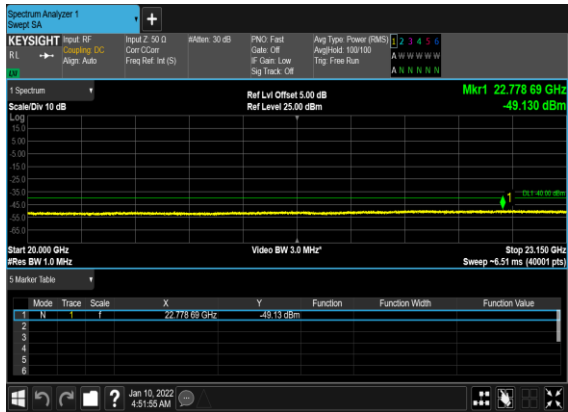 Spectrum Analyzer 1
Swept SA
KEYSIGHT Input: RF Input Z: 50 Ω #Atten: 30 dB PNO: Fast Avg Type: Power (RMS) 1 2 3 4 5 6
RL Coupling: DC Corr CCorr Gate: Off Avg|Hold: 100/100 A W W W W W
Align: Auto Freq Ref: Int (S) IF Gain: Low Trig: Free Run
Sig Track: Off A N N N N N
1 Spectrum Ref Lvl Offset 5.00 dB Mkr1 22.778 69 GHz
Scale/Div 10 dB Ref Level 25.00 dBm -49.130 dBm
Log
15.0
5.00
-5.00
-15.0
-25.0
-35.0 DL1 -40.00 dBm
-45.0 1
-55.0
-65.0
Start 20.000 GHz Video BW 3.0 MHz* Stop 23.150 GHz
#Res BW 1.0 MHz Sweep ~6.51 ms (40001 pts)
5 Marker Table
Mode Trace Scale X Y Function Function Width Function Value
1 N 1 f 22.778 69 GHz -49.13 dBm
2
3
4
5
6
? Jan 10, 2022
4:51:55 AM